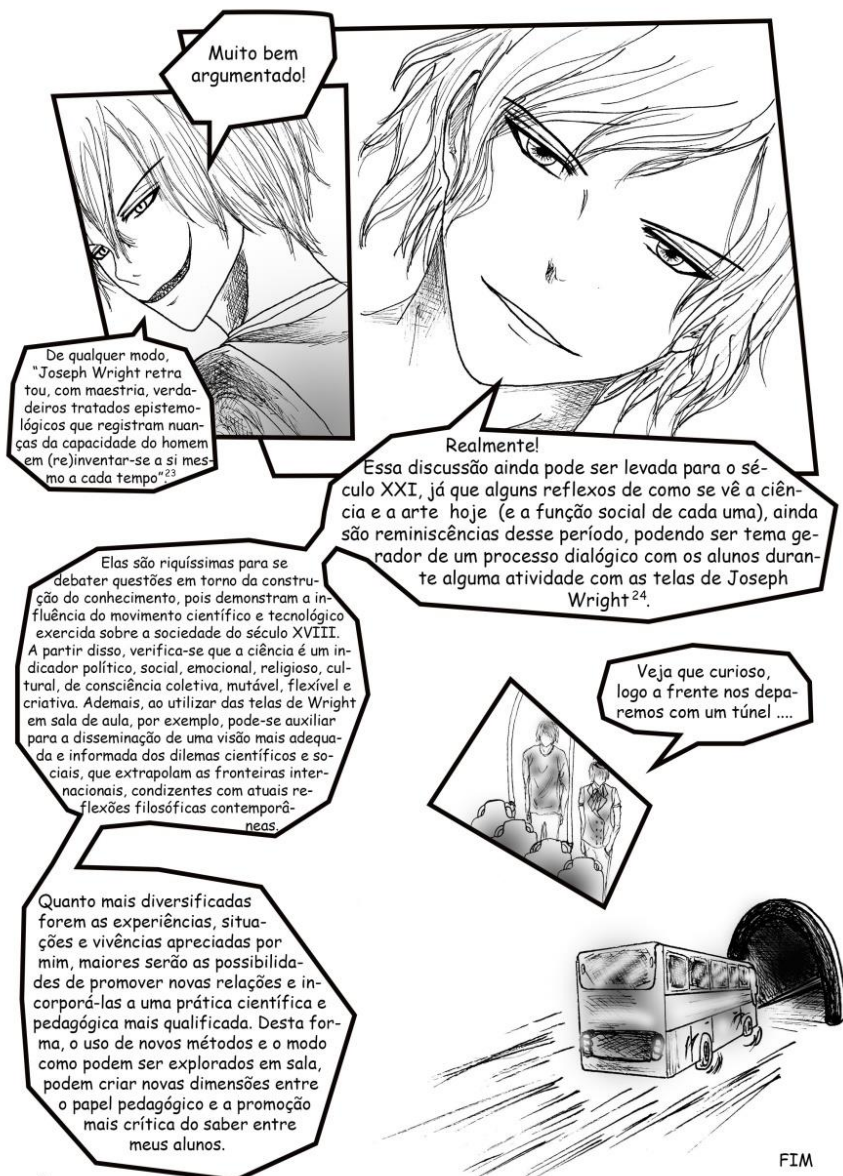 Muito bem
argumentado!
De qualquer modo,
“Joseph Wright retra
tou, com maestria, verda-
deiros tratados epistemo-
lógicos que registram nuan-
ças da capacidade do homem
em (re)inventar-se a si mes-
mo a cada tempo”.23
Realmente!
Essa discussão ainda pode ser levada para o sé-
culo XXI, já que alguns reflexos de como se vê a ciên-
cia e a arte hoje (e a função social de cada uma), ainda
são reminiscências desse período, podendo ser tema ge-
rador de um processo dialógico com os alunos duran-
te alguma atividade com as telas de Joseph
Wright24.
Elas são riquíssimas para se
debater questões em torno da constru-
ção do conhecimento, pois demonstram a in-
fluência do movimento científico e tecnológico
exercida sobre a sociedade do século XVIII.
A partir disso, verifica-se que a ciência é um in-
dicador político, social, emocional, religioso, cul-
tural, de consciência coletiva, mutável, flexível e
criativa. Ademais, ao utilizar das telas de Wright
em sala de aula, por exemplo, pode-se auxiliar
para a disseminação de uma visão mais adequa-
da e informada dos dilemas científicos e so-
ciais, que extrapolam as fronteiras inter-
nacionais, condizentes com atuais re-
flexões filosóficas contemporâ-
neas.
Quanto mais diversificadas
forem as experiências, situa-
ções e vivências apreciadas por
mim, maiores serão as possibilida-
des de promover novas relações e in-
corporá-las a uma prática científica e
pedagógica mais qualificada. Desta for-
ma, o uso de novos métodos e o modo
como podem ser explorados em sala,
podem criar novas dimensões entre
o papel pedagógico e a promoção
mais crítica do saber entre
meus alunos.
Veja que curioso,
logo a frente nos depa-
remos com um túnel ....
FIM